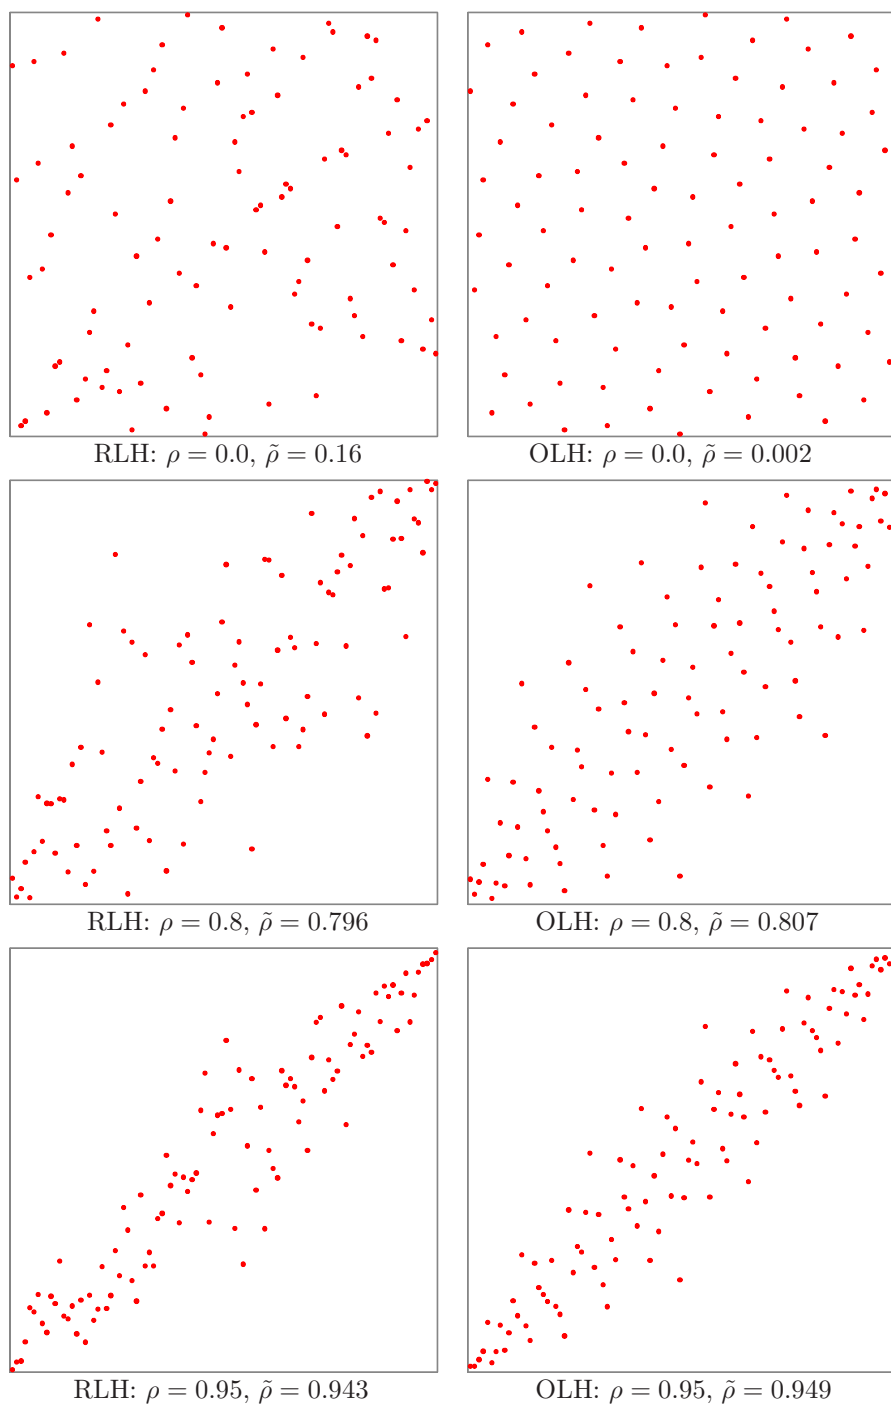 RLH: ρ = 0.0, ρ̃ = 0.16
OLH: ρ = 0.0, ρ̃ = 0.002
RLH: ρ = 0.8, ρ̃ = 0.796
OLH: ρ = 0.8, ρ̃ = 0.807
RLH: ρ = 0.95, ρ̃ = 0.943
OLH: ρ = 0.95, ρ̃ = 0.949